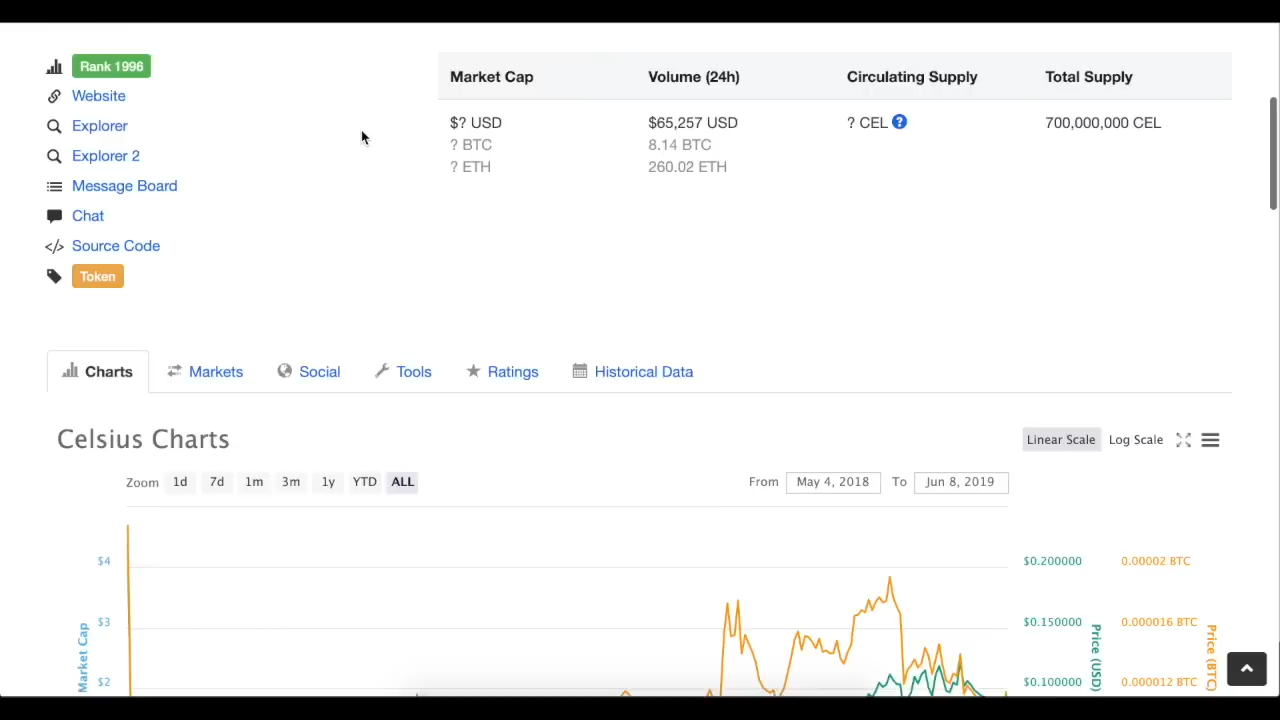 Rank 1996
Website
Explorer
Explorer 2
Message Board
Chat
</> Source Code
Token
Market Cap Volume (24h) Circulating Supply Total Supply
$? USD $65,257 USD ? CEL ? 700,000,000 CEL
? BTC 8.14 BTC
? ETH 260.02 ETH
Charts Markets Social Tools Ratings Historical Data
Celsius Charts
Linear Scale Log Scale
Zoom 1d 7d 1m 3m 1y YTD ALL From May 4, 2018 To Jun 8, 2019
$4 $0.200000 0.00002 BTC
$3 $0.150000 0.000016 BTC
$2 $0.100000 0.000012 BTC
Market Cap
Price (USD)
Price (BTC)